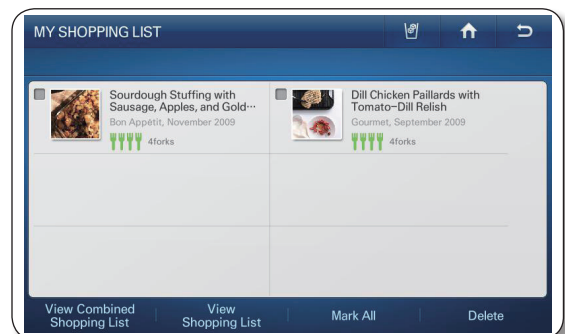 MY SHOPPING LIST
Sourdough Stuffing with
Sausage, Apples, and Gold···
Bon Appétit, November 2009
4forks
Dill Chicken Paillards with
Tomato-Dill Relish
Gourmet, September 2009
4forks
View Combined
Shopping List
View
Shopping List
Mark All
Delete